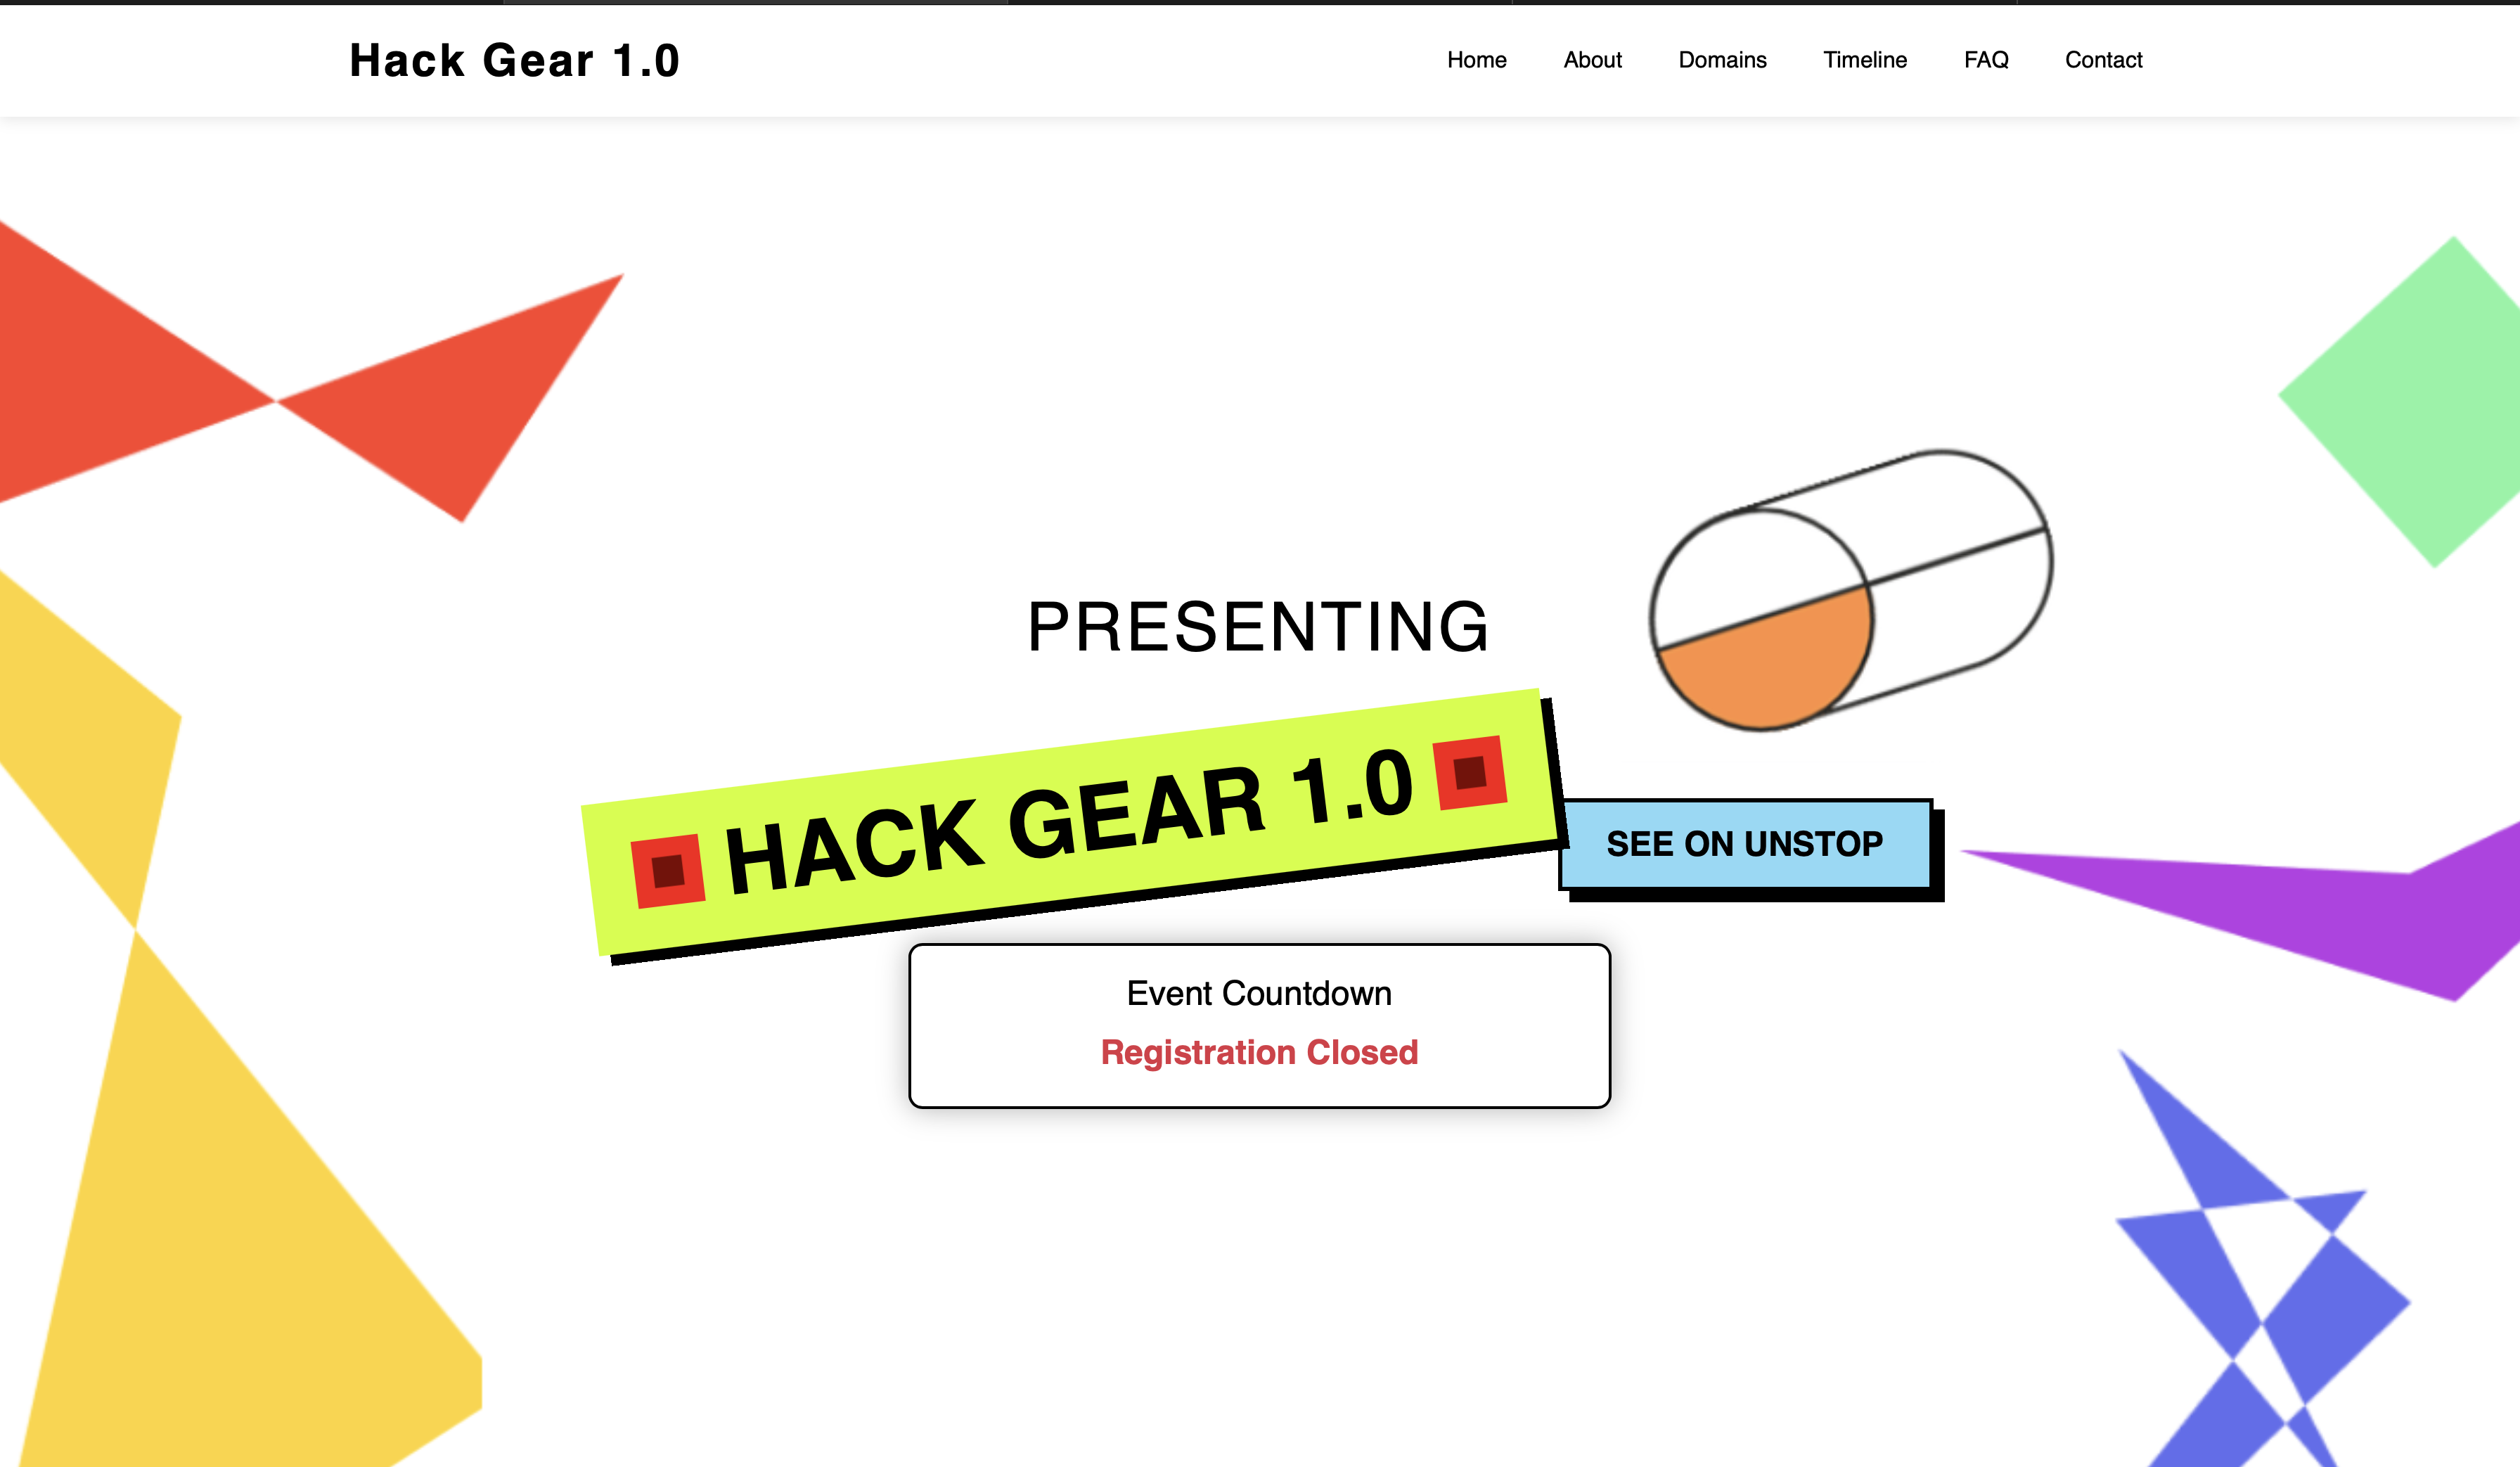 Hack Gear 1.0
Home About Domains Timeline FAQ Contact
PRESENTING
HACK GEAR 1.0
SEE ON UNSTOP
Event Countdown
Registration Closed